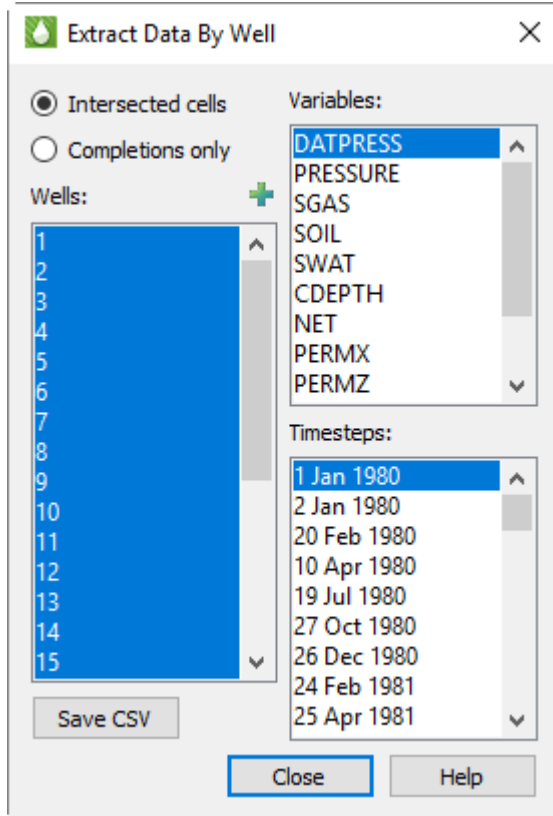 Extract Data By Well
Intersected cells
Completions only
Wells:
1
2
3
4
5
6
7
8
9
10
11
12
13
14
15
Save CSV
Variables:
DATPRESS
PRESSURE
SGAS
SOIL
SWAT
CDEPTH
NET
PERMX
PERMZ
Timesteps:
1 Jan 1980
2 Jan 1980
20 Feb 1980
10 Apr 1980
19 Jul 1980
27 Oct 1980
26 Dec 1980
24 Feb 1981
25 Apr 1981
Close
Help